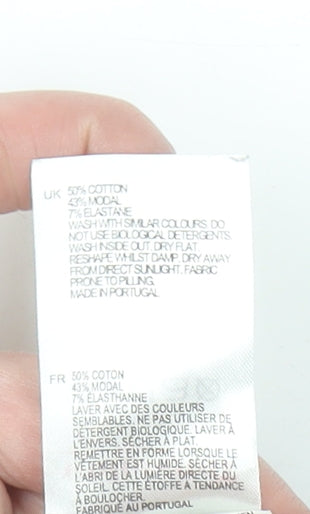 UK 50% COTTON
43% MODAL
7% ELASTANE
WASH WITH SIMILAR COLOURS. DO
NOT USE BIOLOGICAL DETERGENTS.
WASH INSIDE OUT. DRY FLAT.
RESHAPE WHILST DAMP. DRY AWAY
FROM DIRECT SUNLIGHT. FABRIC
PRONE TO PILLING.
MADE IN PORTUGAL
FR 50% COTON
43% MODAL
7% ÉLASTHANNE
LAVER AVEC DES COULEURS
SEMBLABLES. NE PAS UTILISER DE
DÉTERGENT BIOLOGIQUE. LAVER À
L'ENVERS. SÉCHER À PLAT.
REMETTRE EN FORME LORSQUE LE
VÊTEMENT EST HUMIDE. SÉCHER À
L'ABRI DE LA LUMIÈRE DIRECTE DU
SOLEIL. CETTE ÉTOFFE A TENDANCE
À BOULOCHER.
FABRIQUÉ AU PORTUGAL